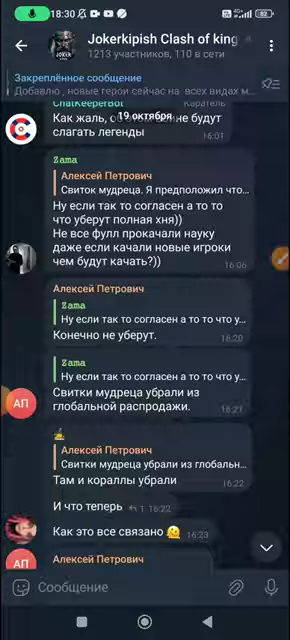 18:30
4G
82
Jokerkipish Clash of king
1213 участников, 110 в сети
Закреплённое сообщение
Добавлю , новые герои сейчас на всех видах м...
19 октября
ChatKeeperBot Каратель
Как жаль, о не будут
слагать легенды
16:01
Zama
Алексей Петрович
Свиток мудреца. Я предположил что...
Ну если так то согласен а то то
что уберут полная хня))
Не все фулл прокачали науку
даже если качали новые игроки
чем будут качать?))
16:06
Алексей Петрович
Zama
Ну если так то согласен а то то что у...
Конечно не уберут.
16:20
Zama
Ну если так то согласен а то то что у...
Свитки мудреца убрали из
глобальной распродажи.
16:21
АП
Алексей Петрович
Свитки мудреца убрали из глобальн...
Там и кораллы убрали
16:22
И что теперь
1 16:22
Как это все связано 🫠
16:23
АП
Алексей Петрович
Сообщение